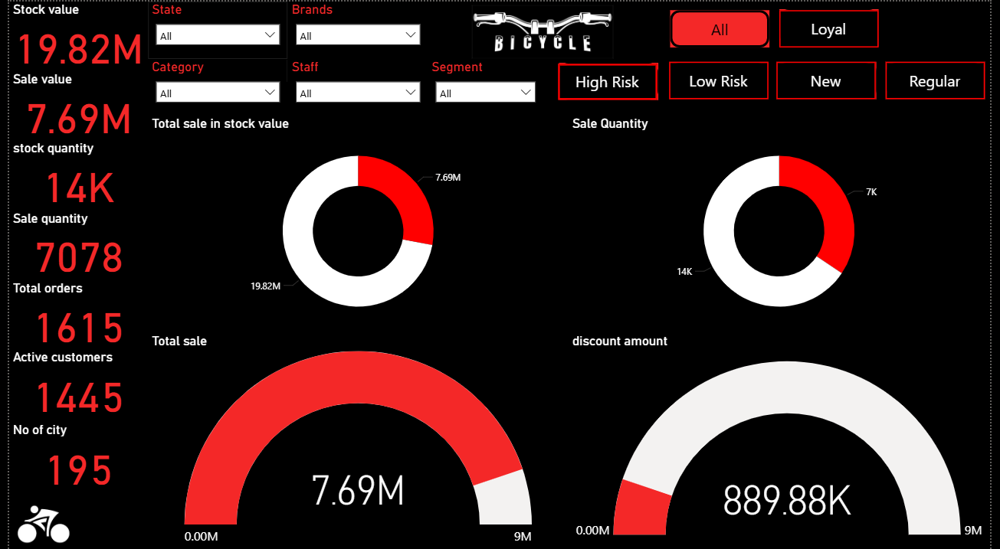 Stock value
19.82M
Sale value
7.69M
stock quantity
14K
Sale quantity
7078
Total orders
1615
Active customers
1445
No of city
195
State
All
Brands
All
BICYCLE
All
Loyal
Category
All
Staff
All
Segment
All
High Risk
Low Risk
New
Regular
Total sale in stock value
7.69M
19.82M
Sale Quantity
7K
14K
Total sale
7.69M
0.00M
9M
discount amount
889.88K
0.00M
9M